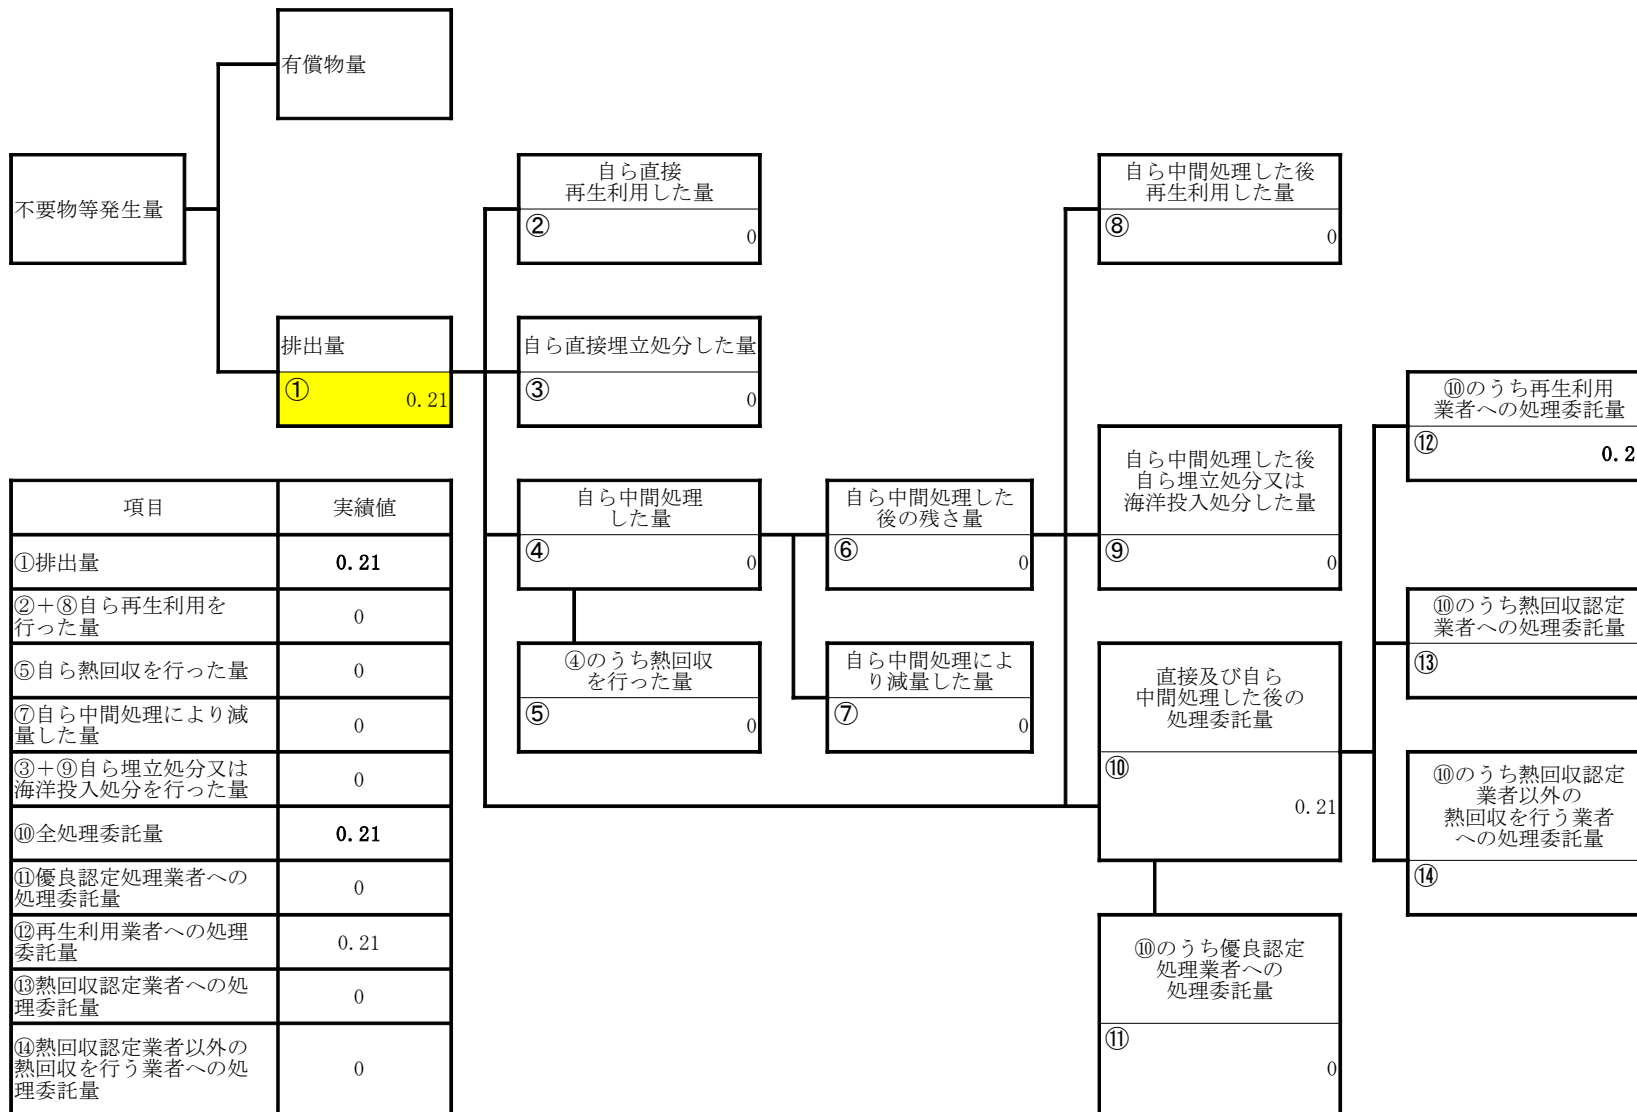 有償物量
不要物等発生量
自ら直接
再生利用した量
②
0
自ら中間処理した後
再生利用した量
⑧
0
排出量
①
0.21
自ら直接埋立処分した量
③
0
⑩のうち再生利用
業者への処理委託量
⑫
0.2
自ら中間処理
した量
④
0
自ら中間処理した
後の残さ量
⑥
0
自ら中間処理した後
自ら埋立処分又は
海洋投入処分した量
⑨
0
⑩のうち熱回収認定
業者への処理委託量
⑬
④のうち熱回収
を行った量
⑤
0
自ら中間処理によ
り減量した量
⑦
0
直接及び自ら
中間処理した後の
処理委託量
⑩
0.21
⑩のうち熱回収認定
業者以外の
熱回収を行う業者
への処理委託量
⑭
⑩のうち優良認定
処理業者への
処理委託量
⑪
0
項目 実績値
①排出量 0.21
②+⑧自ら再生利用を
行った量 0
⑤自ら熱回収を行った量 0
⑦自ら中間処理により減
量した量 0
③+⑨自ら埋立処分又は
海洋投入処分を行った量 0
⑩全処理委託量 0.21
⑪優良認定処理業者への
処理委託量 0
⑫再生利用業者への処理
委託量 0.21
⑬熱回収認定業者への処
理委託量 0
⑭熱回収認定業者以外の
熱回収を行う業者への処
理委託量 0